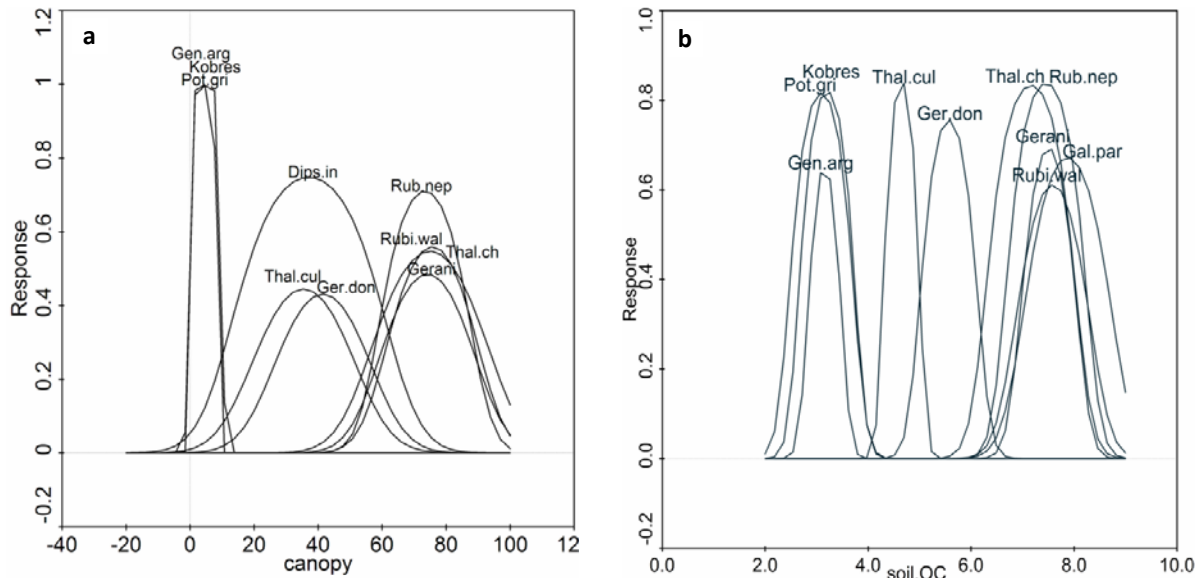 a
1.2
1
0.8
0.6
0.4
0.2
0
-0.2
Response
-40 -20 0 20 40 60 80 100 12
canopy
Gen.arg
Kobres
Pot.gri
Dips.in
Rub.nep
Rubi.wal
Thal.ch
Gerani
Thal.cul
Ger.don
b
1.0
0.8
0.6
0.4
0.2
0.0
-0.2
Response
0.0 2.0 4.0 6.0 8.0 10.0
soil OC
Kobres
Pot.gri
Thal.cul
Thal.ch Rub.nep
Ger.don
Gerani
Gal.par
Gen.arg
Rubi.wal